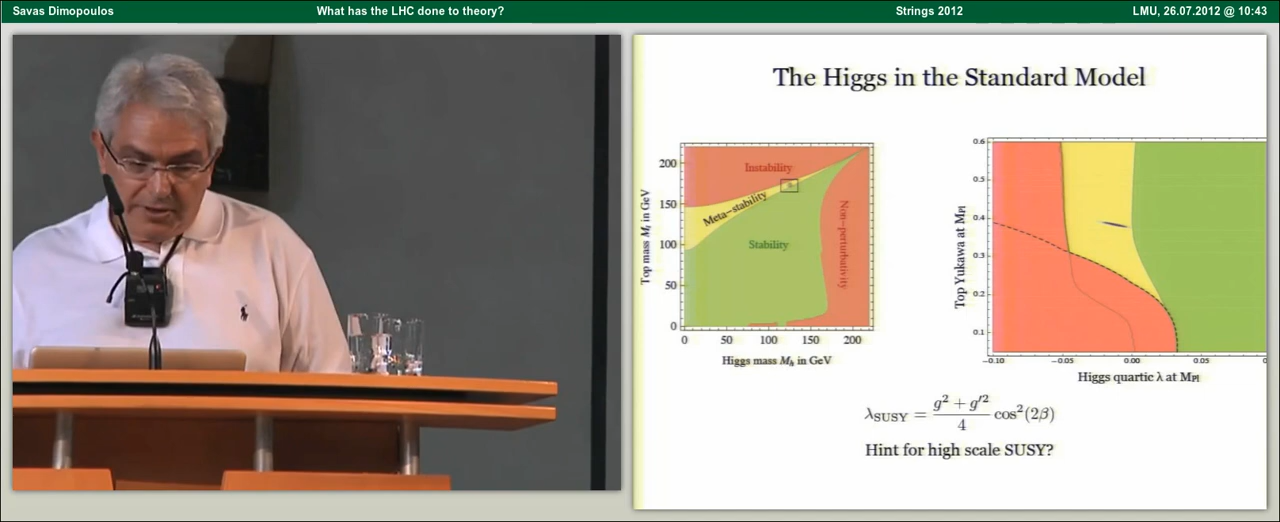 Savas Dimopoulos
What has the LHC done to theory?
Strings 2012
LMU, 26.07.2012 @ 10:43
The Higgs in the Standard Model
Top mass Mt in GeV
200
150
100
50
0
Instability
Meta-stability
Stability
Non-perturbativity
0 50 100 150 200
Higgs mass Mh in GeV
Top Yukawa at MPl
0.6
0.5
0.4
0.3
0.2
0.1
-0.10 -0.05 0.00 0.05
Higgs quartic λ at MPl
λSUSY = (g² + g′²)/4 cos²(2β)
Hint for high scale SUSY?